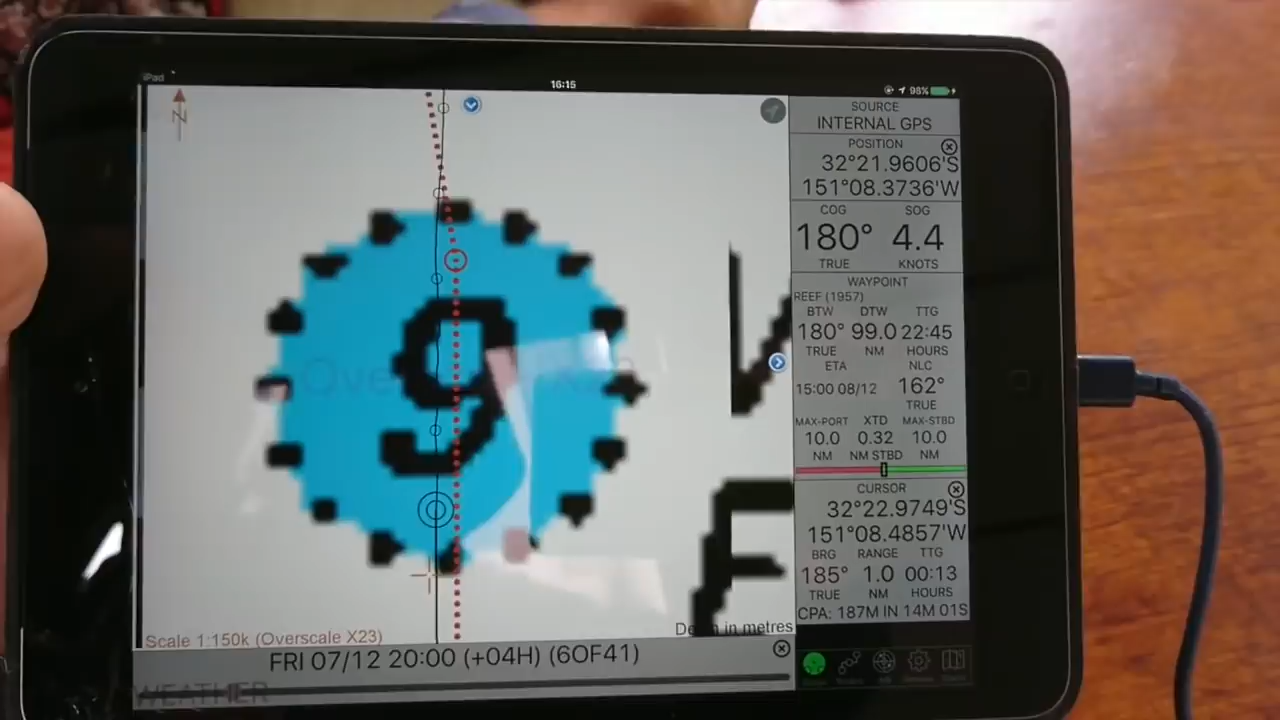 iPad
16:15
98%
N
9
Scale 1:150k (Overscale X23)
FRI 07/12 20:00 (+04H) (6OF41)
WEATHER
SOURCE
INTERNAL GPS
POSITION
32°21.9606'S
151°08.3736'W
COG SOG
180° 4.4
TRUE KNOTS
WAYPOINT
REEF (1957)
BTW DTW TTG
180° 99.0 22:45
TRUE NM HOURS
ETA NLC
15:00 08/12 162°
TRUE
MAX-PORT XTD MAX-STBD
10.0 0.32 10.0
NM NM STBD NM
CURSOR
32°22.9749'S
151°08.4857'W
BRG RANGE TTG
185° 1.0 00:13
TRUE NM HOURS
CPA: 187M IN 14M 01S
in metres